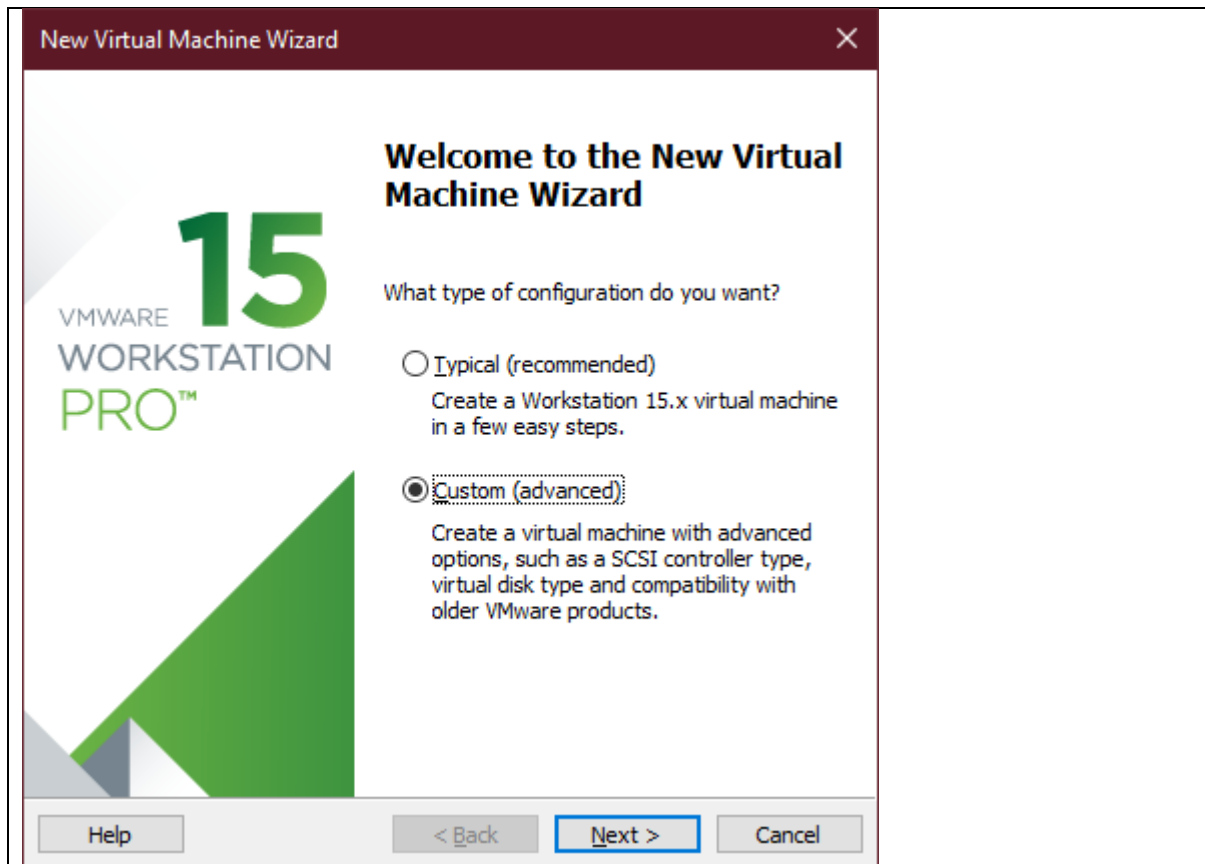 New Virtual Machine Wizard
Welcome to the New Virtual
Machine Wizard
15
VMWARE
WORKSTATION
PRO™
What type of configuration do you want?
Typical (recommended)
Create a Workstation 15.x virtual machine
in a few easy steps.
Custom (advanced)
Create a virtual machine with advanced
options, such as a SCSI controller type,
virtual disk type and compatibility with
older VMware products.
Help
< Back
Next >
Cancel